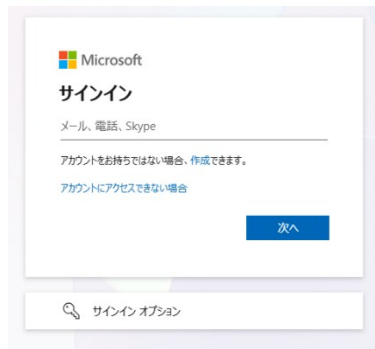 Microsoft
サインイン
メール、電話、Skype
アカウントをお持ちではない場合、作成できます。
アカウントにアクセスできない場合
次へ
サインイン オプション